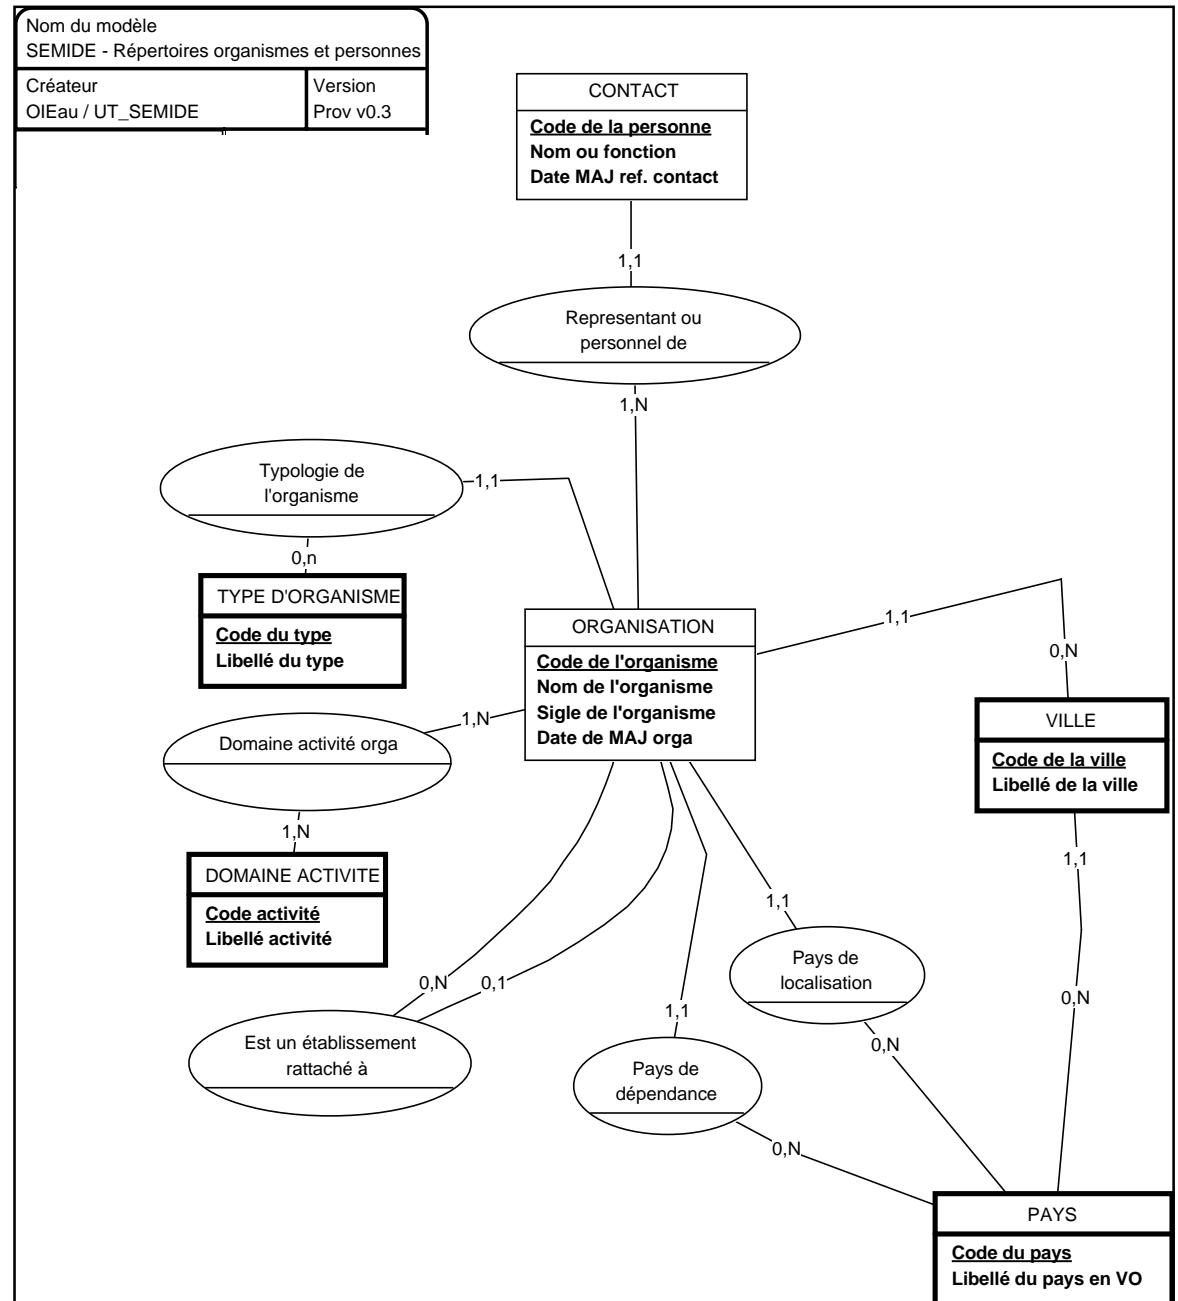 Nom du modèle
SEMIDE - Répertoires organismes et personnes
Créateur
OIEau / UT_SEMIDE
Version
Prov v0.3
CONTACT
Code de la personne
Nom ou fonction
Date MAJ ref. contact
1,1
Representant ou
personnel de
1,N
Typologie de
l'organisme
1,1
0,n
TYPE D'ORGANISME
Code du type
Libellé du type
ORGANISATION
Code de l'organisme
Nom de l'organisme
Sigle de l'organisme
Date de MAJ orga
1,1
0,N
VILLE
Code de la ville
Libellé de la ville
1,N
Domaine activité orga
1,N
DOMAINE ACTIVITE
Code activité
Libellé activité
1,1
1,1
Pays de
localisation
0,N
0,1
0,N
1,1
Est un établissement
rattaché à
0,N
Pays de
dépendance
0,N
PAYS
Code du pays
Libellé du pays en VO